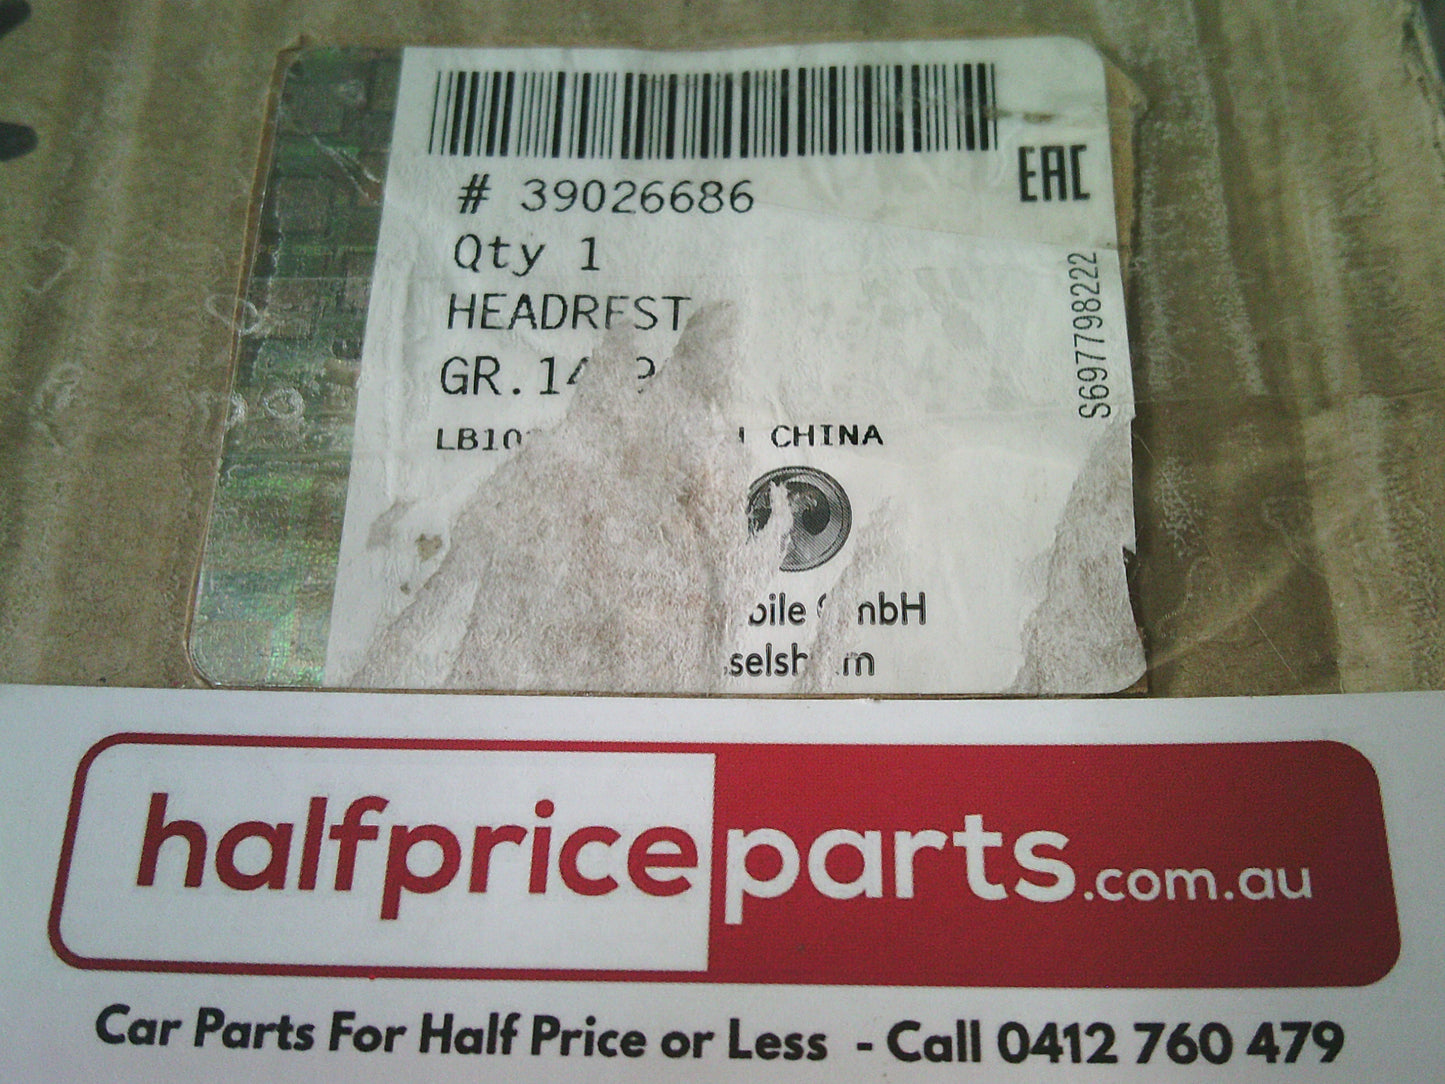 # 39026686
EAC
Qty 1
HEADREST
S697798222
CHINA
halfpriceparts.com.au
Car Parts For Half Price or Less - Call 0412 760 479